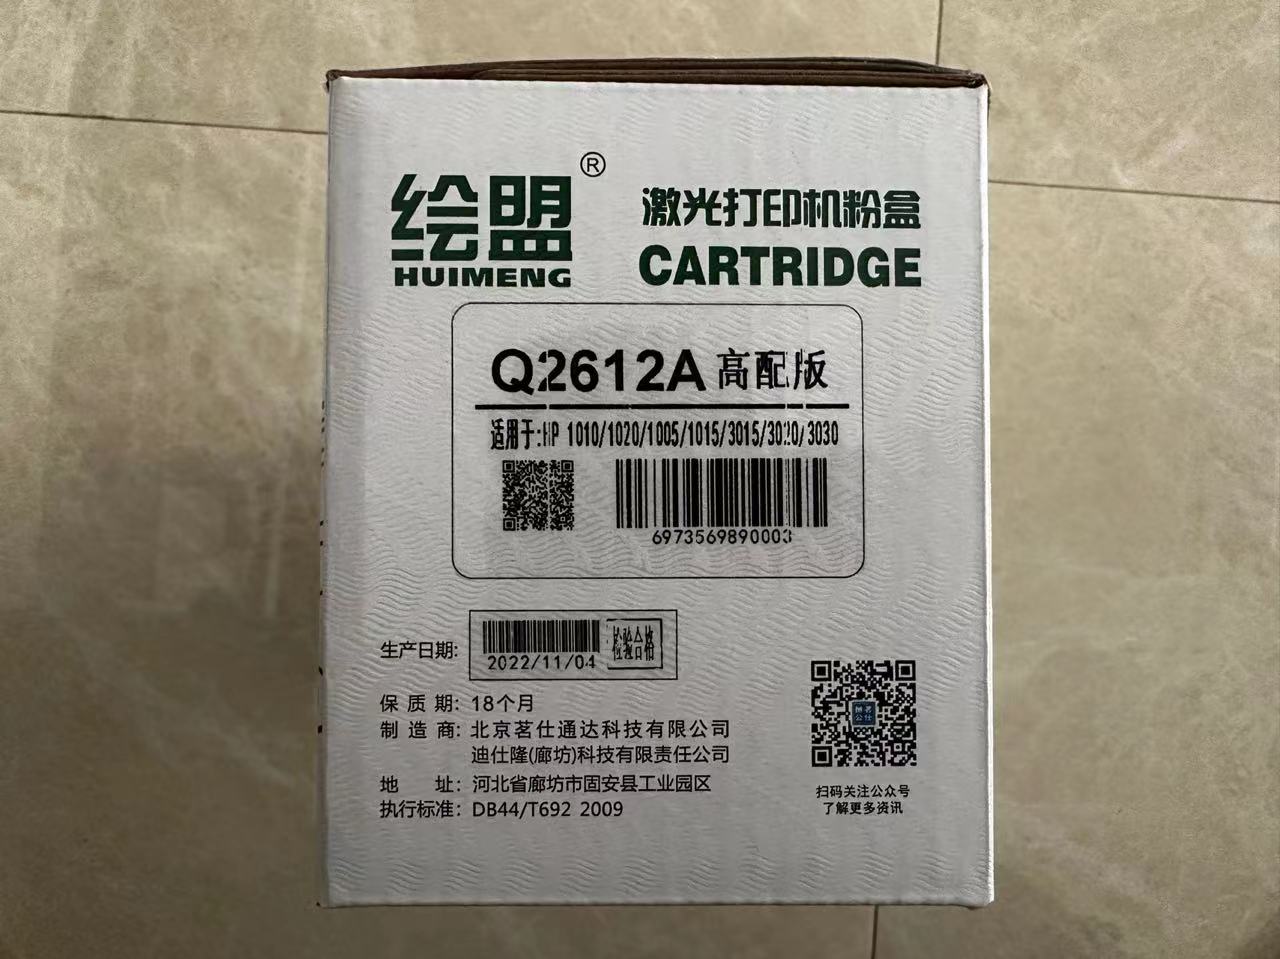 绘盟®
HUIMENG
激光打印机粉盒
CARTRIDGE
Q2612A 高配版
适用于:HP 1010/1020/1005/1015/3015/3020/3030
6973569890003
生产日期:
2022/11/04
检验合格
保质期: 18个月
制造商: 北京茗仕通达科技有限公司
迪仕隆(廊坊)科技有限责任公司
地址: 河北省廊坊市固安县工业园区
执行标准: DB44/T692 2009
扫码关注公众号
了解更多资讯